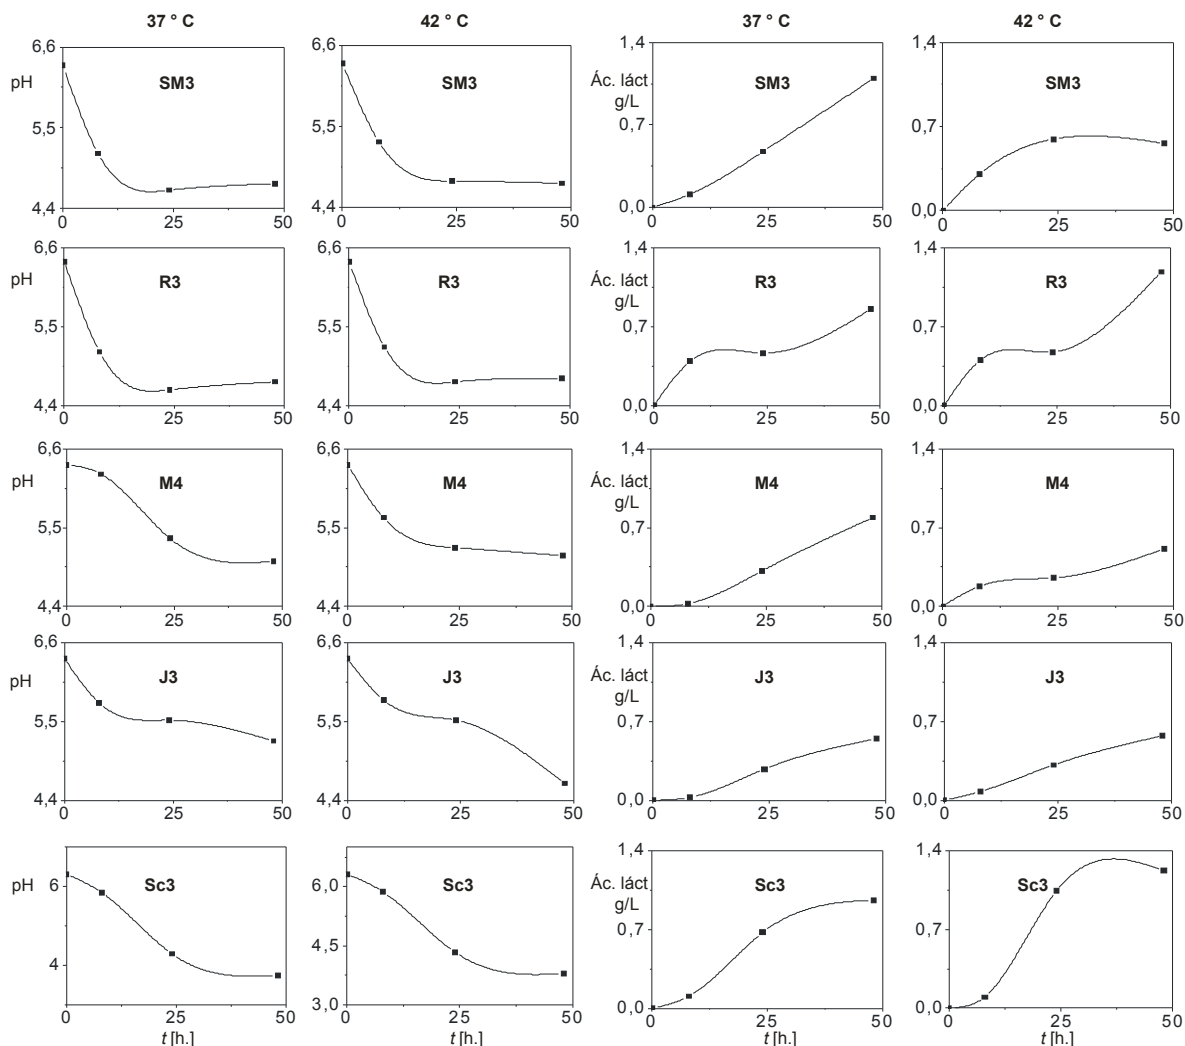 37 ° C 42 ° C 37 ° C 42 ° C
6,6 6,6 1,4 1,4
pH SM3 SM3 Ác. láct SM3 SM3
g/L
5,5 5,5 0,7 0,7
4,4 4,4 0,0 0,0
0 25 50 0 25 50 0 25 50 0 25 50
6,6 6,6 1,4 1,4
pH R3 R3 Ác. láct R3 R3
g/L
5,5 5,5 0,7 0,7
4,4 4,4 0,0 0,0
0 25 50 0 25 50 0 25 50 0 25 50
6,6 6,6 1,4 1,4
pH M4 M4 Ác. láct M4 M4
g/L
5,5 5,5 0,7 0,7
4,4 4,4 0,0 0,0
0 25 50 0 25 50 0 25 50 0 25 50
6,6 6,6 1,4 1,4
pH J3 J3 Ác. láct J3 J3
g/L
5,5 5,5 0,7 0,7
4,4 4,4 0,0 0,0
0 25 50 0 25 50 0 25 50 0 25 50
1,4 1,4
pH 6 Sc3 6,0 Sc3 Ác. láct Sc3 Sc3
g/L
4,5 0,7 0,7
4
3,0 0,0 0,0
0 25 50 0 25 50 0 25 50 0 25 50
t [h.] t [h.] t [h.] t [h.]